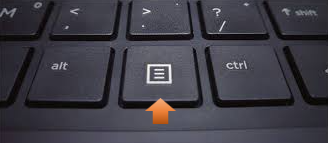 M < > ? shift
, . /
alt ctrl